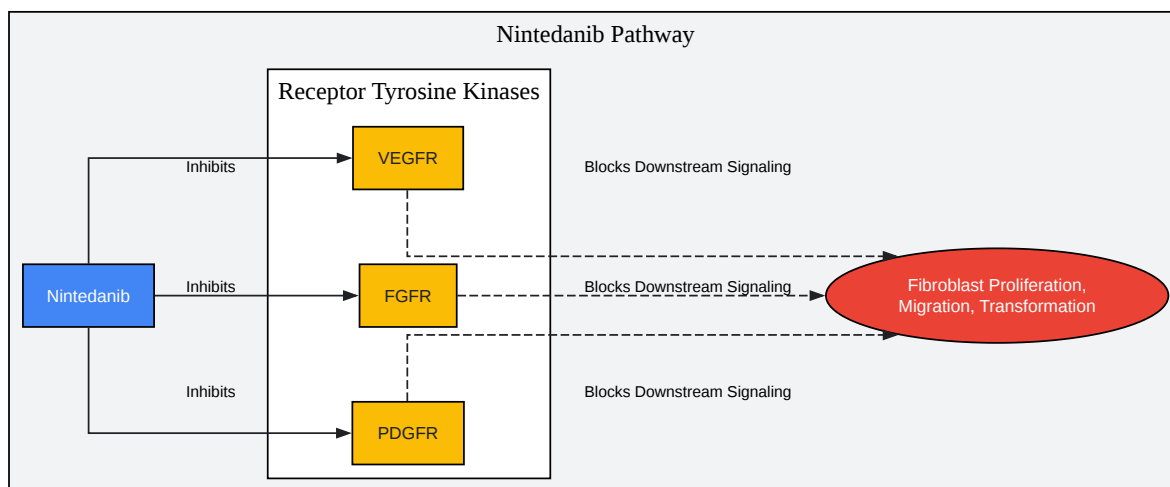 Nintedanib Pathway
Receptor Tyrosine Kinases
VEGFR
Inhibits
Blocks Downstream Signaling
Nintedanib
Inhibits
FGFR
Blocks Downstream Signaling
Fibroblast Proliferation,
Migration, Transformation
Inhibits
Blocks Downstream Signaling
PDGFR